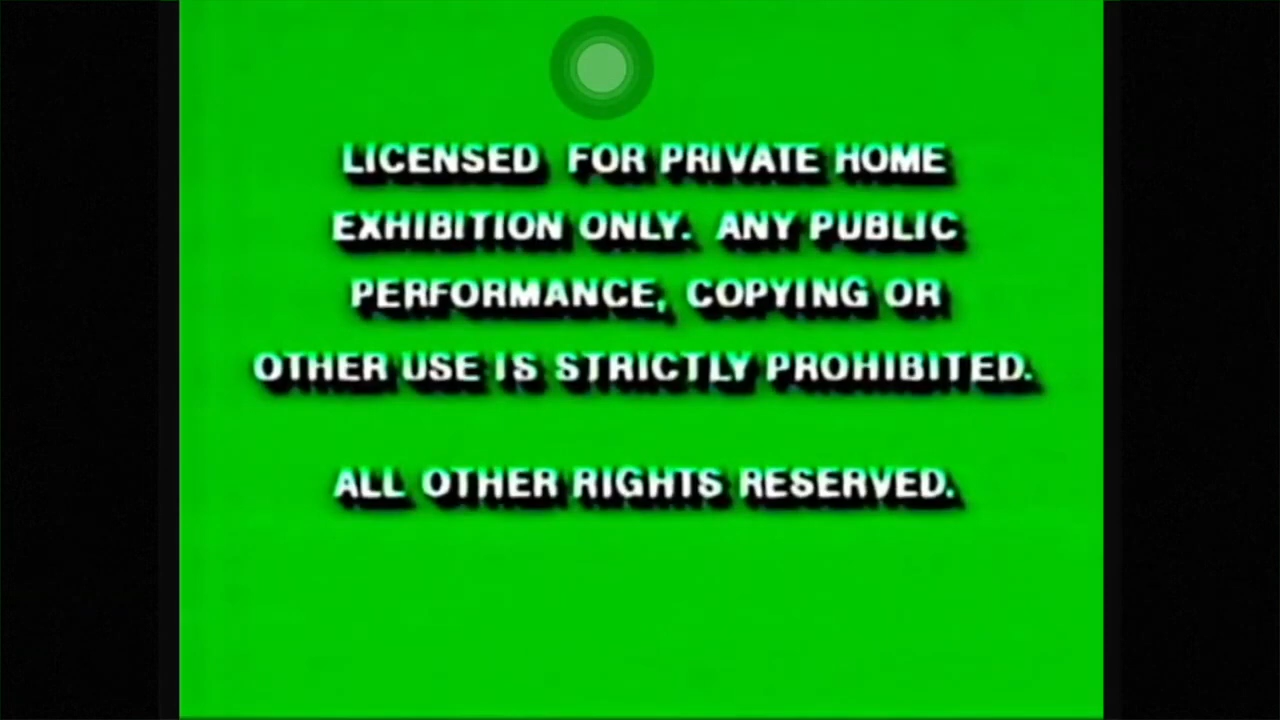 LICENSED FOR PRIVATE HOME
EXHIBITION ONLY. ANY PUBLIC
PERFORMANCE, COPYING OR
OTHER USE IS STRICTLY PROHIBITED.
ALL OTHER RIGHTS RESERVED.